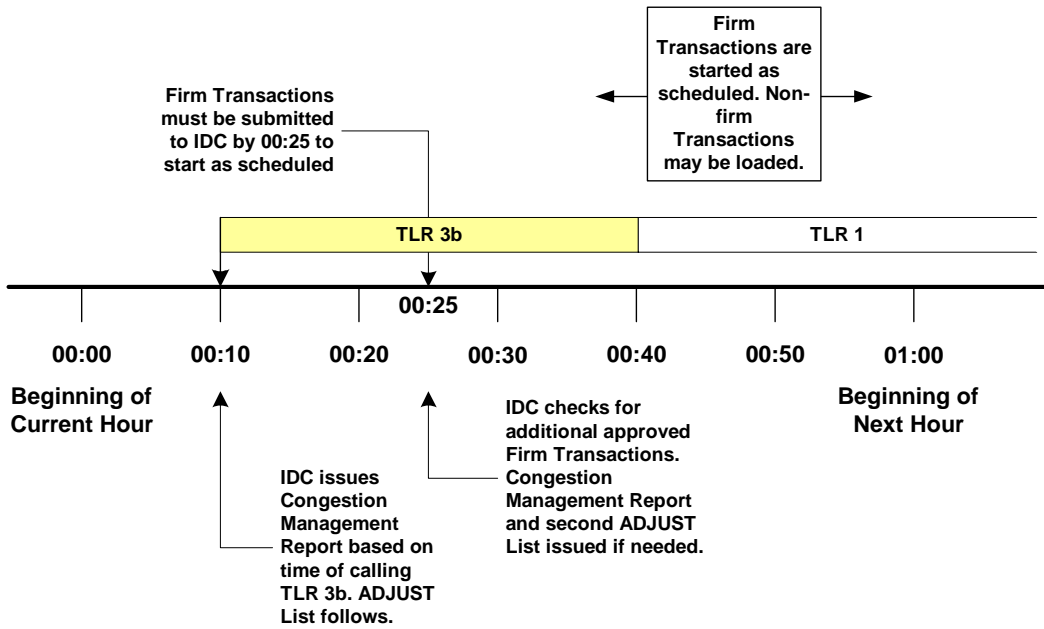 Firm
Transactions are
started as
scheduled. Non-
firm
Transactions
may be loaded.
Firm Transactions
must be submitted
to IDC by 00:25 to
start as scheduled
TLR 3b
TLR 1
00:25
00:00
00:10
00:20
00:30
00:40
00:50
01:00
Beginning of
Current Hour
Beginning of
Next Hour
IDC issues
Congestion
Management
Report based on
time of calling
TLR 3b. ADJUST
List follows.
IDC checks for
additional approved
Firm Transactions.
Congestion
Management Report
and second ADJUST
List issued if needed.